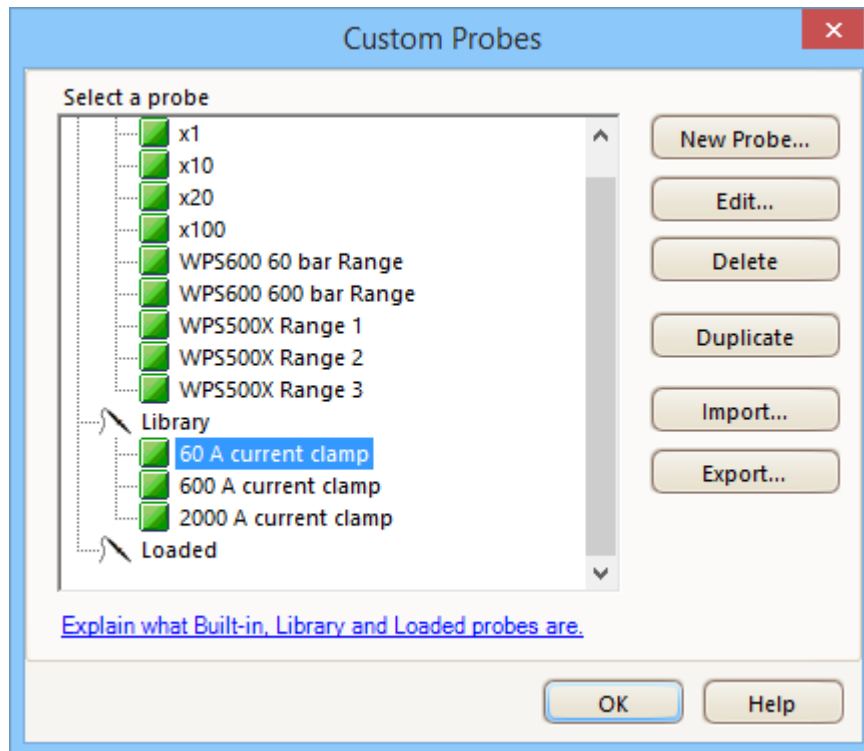 Custom Probes
Select a probe
x1
x10
x20
x100
WPS600 60 bar Range
WPS600 600 bar Range
WPS500X Range 1
WPS500X Range 2
WPS500X Range 3
Library
60 A current clamp
600 A current clamp
2000 A current clamp
Loaded
Explain what Built-in, Library and Loaded probes are.
New Probe...
Edit...
Delete
Duplicate
Import...
Export...
OK
Help